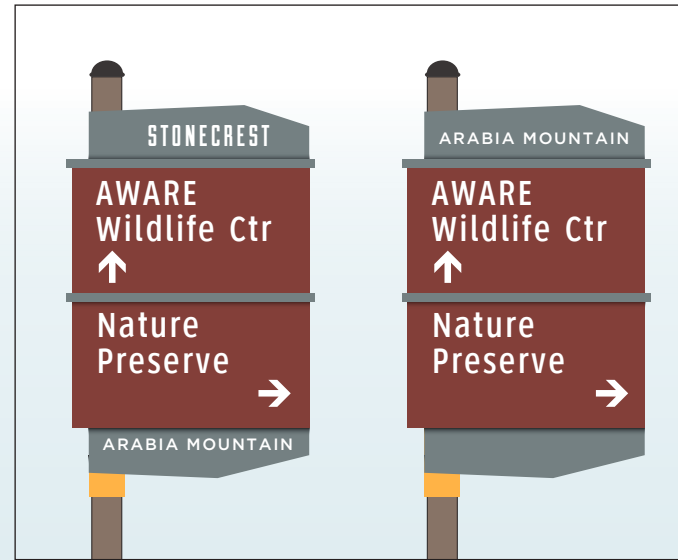 STONECREST
AWARE
Wildlife Ctr
Nature
Preserve
ARABIA MOUNTAIN
ARABIA MOUNTAIN
AWARE
Wildlife Ctr
Nature
Preserve